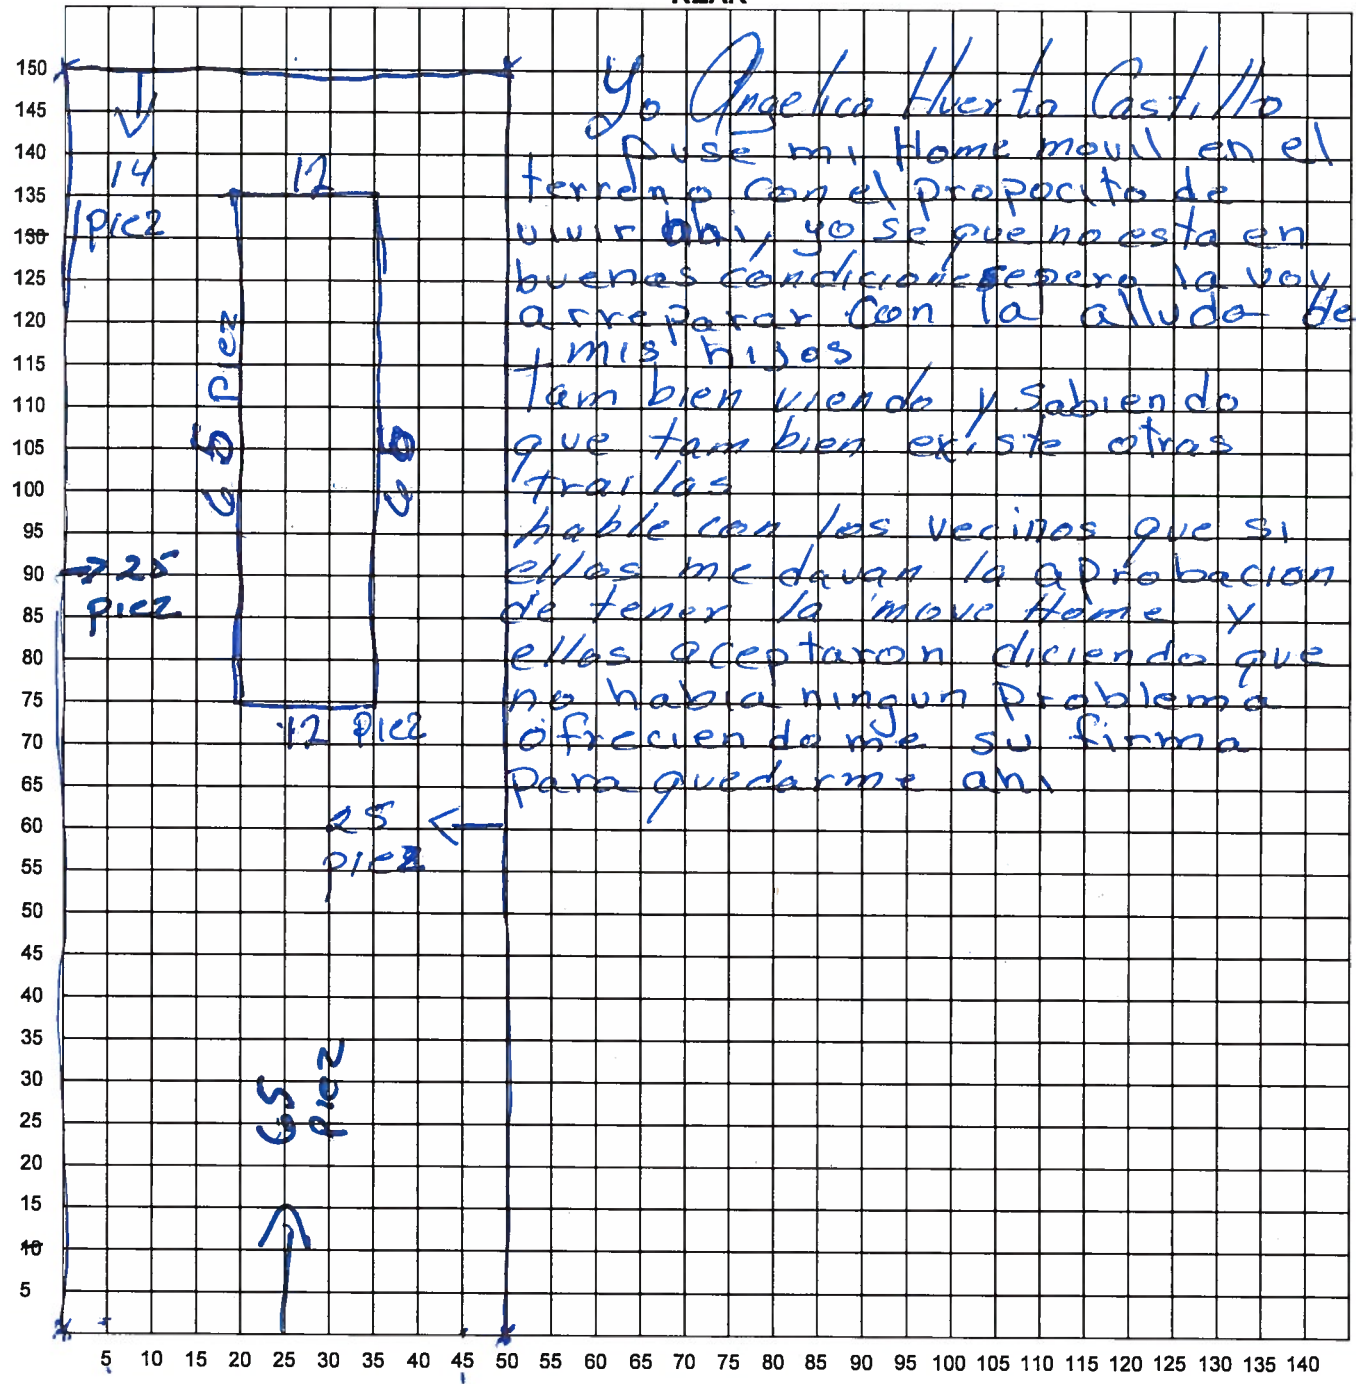 REAR
150
145
140
135
130
125
120
115
110
105
100
95
90
85
80
75
70
65
60
55
50
45
40
35
30
25
20
15
10
5
5 10 15 20 25 30 35 40 45 50 55 60 65 70 75 80 85 90 95 100 105 110 115 120 125 130 135 140
14
piez
12
65 piez
65
25
piez
12 piez
25
piez
65
piez
Yo Angelica Huerta Castillo
puse mi Home movil en el
terreno con el propocito de
vivir ahi, yo se que no esta en
buenas condiciones pero la voy
arreparar con la alluda de
mis hijos
Tam bien viendo y sabiendo
que tam bien existe otras
trailas
hable con los vecinos que si
ellos me davan la aprobacion
de tener la move Home y
ellos aceptaron diciendo que
no habia ningun problema
ofreciendo me su firma
para quedarme ahi